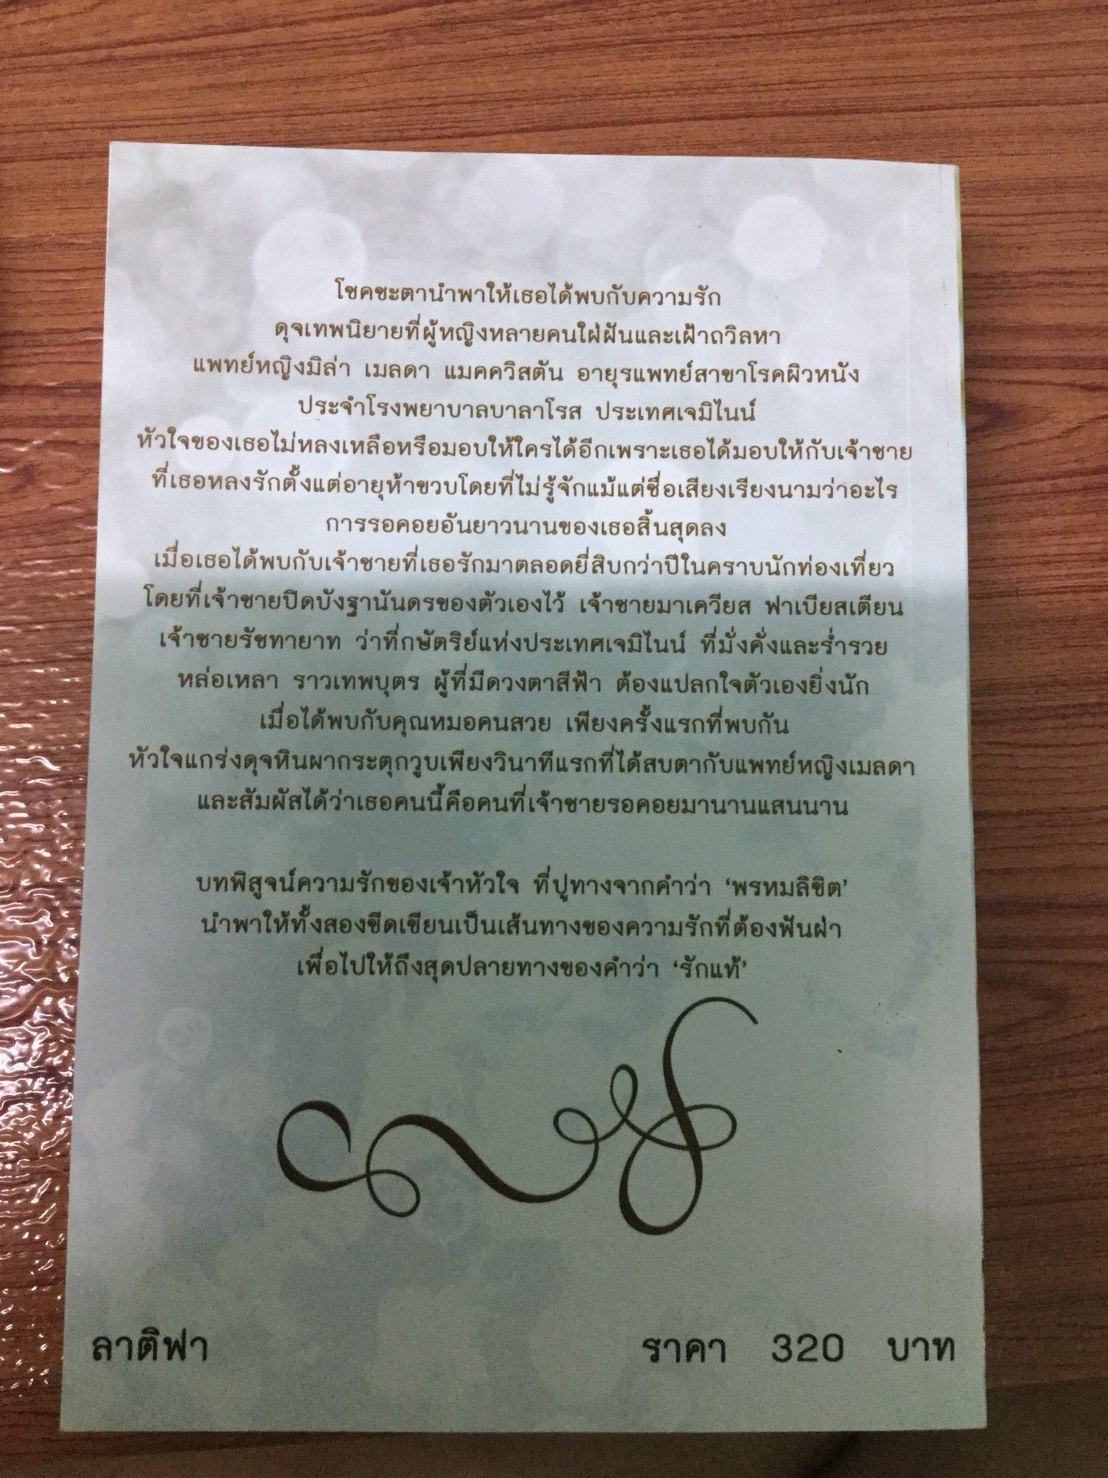 โชคชะตานำพาให้เธอได้พบกับความรัก
ดุจเทพนิยายที่ผู้หญิงหลายคนใฝ่ฝันและเฝ้าถวิลหา
แพทย์หญิงมิล่า เมลดา แมคควิสตัน อายุรแพทย์สาขาโรคผิวหนัง
ประจำโรงพยาบาลบาลาโรส ประเทศเจมิไนน์
หัวใจของเธอไม่หลงเหลือหรือมอบให้ใครได้อีกเพราะเธอได้มอบให้กับเจ้าชาย
ที่เธอหลงรักตั้งแต่อายุห้าขวบโดยที่ไม่รู้จักแม้แต่ชื่อเสียงเรียงนามว่าอะไร
การรอคอยอันยาวนานของเธอสิ้นสุดลง
เมื่อเธอได้พบกับเจ้าชายที่เธอรักมาตลอดยี่สิบกว่าปีในคราบนักท่องเที่ยว
โดยที่เจ้าชายปิดบังฐานันดรของตัวเองไว้ เจ้าชายมาเควียส ฟาเบียสเตียน
เจ้าชายรัชทายาท ว่าที่กษัตริย์แห่งประเทศเจมิไนน์ ที่มั่งคั่งและร่ำรวย
หล่อเหลา ราวเทพบุตร ผู้ที่มีดวงตาสีฟ้า ต้องแปลกใจตัวเองยิ่งนัก
เมื่อได้พบกับคุณหมอคนสวย เพียงครั้งแรกที่พบกัน
หัวใจแกร่งดุจหินผากระตุกวูบเพียงวินาทีแรกที่ได้สบตากับแพทย์หญิงเมลดา
และสัมผัสได้ว่าเธอคนนี้คือคนที่เจ้าชายรอคอยมานานแสนนาน
บทพิสูจน์ความรักของเจ้าหัวใจ ที่ปูทางจากคำว่า ‘พรหมลิขิต’
นำพาให้ทั้งสองขีดเขียนเป็นเส้นทางของความรักที่ต้องฟันฝ่า
เพื่อไปให้ถึงสุดปลายทางของคำว่า ‘รักแท้’
ลาติฟา ราคา 320 บาท